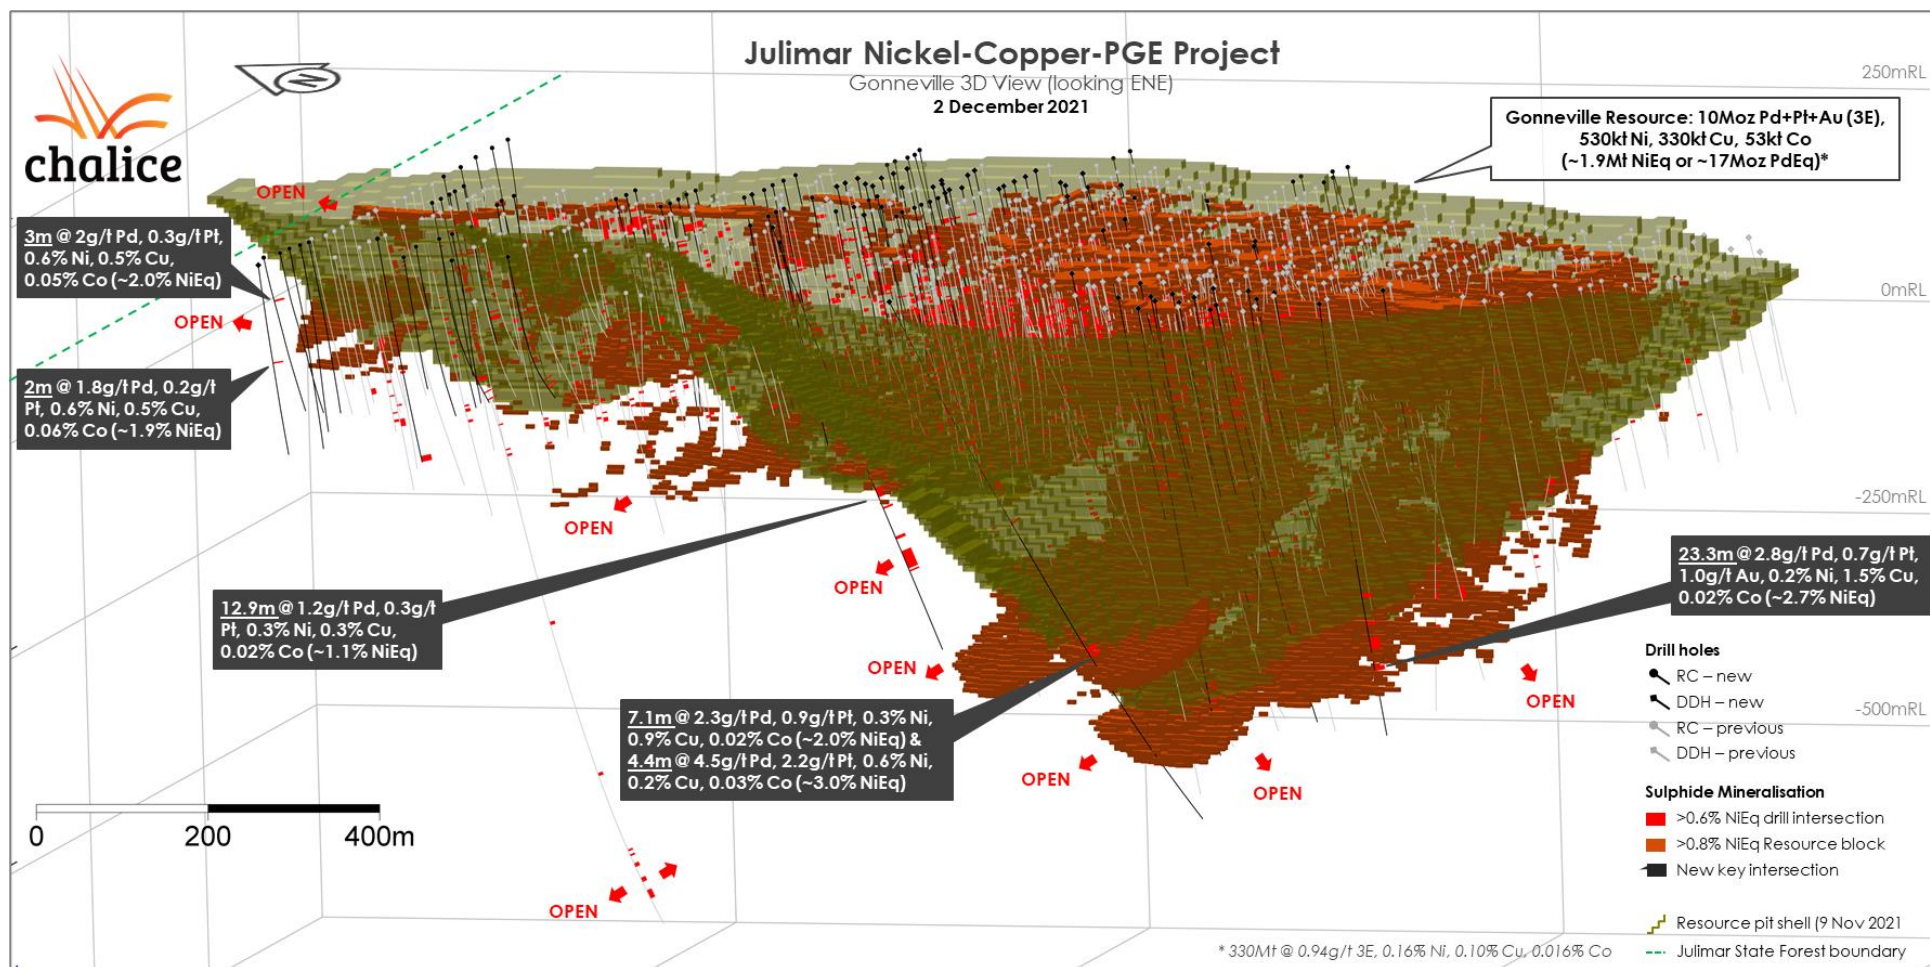 Julimar Nickel-Copper-PGE Project
Gonneville 3D View (looking ENE)
2 December 2021
chalice
N
250mRL
Gonneville Resource: 10Moz Pd+Pt+Au (3E),
530kt Ni, 330kt Cu, 53kt Co
(~1.9Mt NiEq or ~17Moz PdEq)*
OPEN
3m @ 2g/t Pd, 0.3g/t Pt,
0.6% Ni, 0.5% Cu,
0.05% Co (~2.0% NiEq)
0mRL
OPEN
2m @ 1.8g/t Pd, 0.2g/t
Pt, 0.6% Ni, 0.5% Cu,
0.06% Co (~1.9% NiEq)
-250mRL
OPEN
OPEN
23.3m @ 2.8g/t Pd, 0.7g/t Pt,
1.0g/t Au, 0.2% Ni, 1.5% Cu,
0.02% Co (~2.7% NiEq)
12.9m @ 1.2g/t Pd, 0.3g/t
Pt, 0.3% Ni, 0.3% Cu,
0.02% Co (~1.1% NiEq)
OPEN
OPEN
-500mRL
7.1m @ 2.3g/t Pd, 0.9g/t Pt, 0.3% Ni,
0.9% Cu, 0.02% Co (~2.0% NiEq) &
4.4m @ 4.5g/t Pd, 2.2g/t Pt, 0.6% Ni,
0.2% Cu, 0.03% Co (~3.0% NiEq)
OPEN
OPEN
0 200 400m
OPEN
Drill holes
RC – new
DDH – new
RC – previous
DDH – previous
Sulphide Mineralisation
>0.6% NiEq drill intersection
>0.8% NiEq Resource block
New key intersection
Resource pit shell (9 Nov 2021
Julimar State Forest boundary
* 330Mt @ 0.94g/t 3E, 0.16% Ni, 0.10% Cu, 0.016% Co